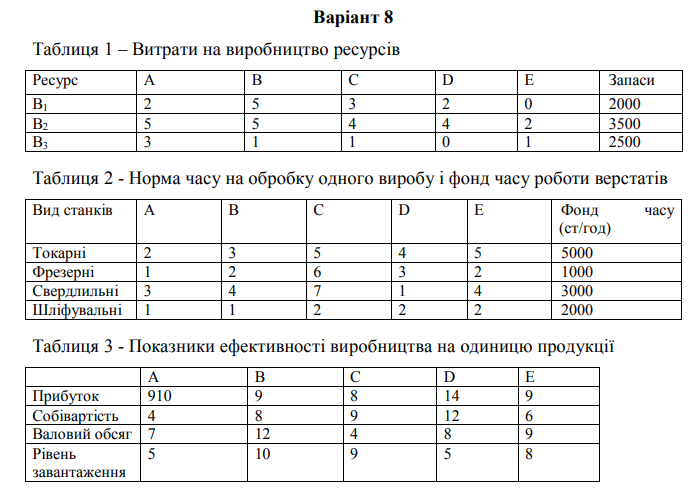 Варіант 8
Таблиця 1 – Витрати на виробництво ресурсів
Ресурс A B C D E Запаси
В₁ 2 5 3 2 0 2000
В₂ 5 5 4 4 2 3500
В₃ 3 1 1 0 1 2500
Таблиця 2 - Норма часу на обробку одного виробу і фонд часу роботи верстатів
Вид станків A B C D E Фонд часу
(ст/год)
Токарні 2 3 5 4 5 5000
Фрезерні 1 2 6 3 2 1000
Свердлильні 3 4 7 1 4 3000
Шліфувальні 1 1 2 2 2 2000
Таблиця 3 - Показники ефективності виробництва на одиницю продукції
A B C D E
Прибуток 910 9 8 14 9
Собівартість 4 8 9 12 6
Валовий обсяг 7 12 4 8 9
Рівень 5 10 9 5 8
завантаження